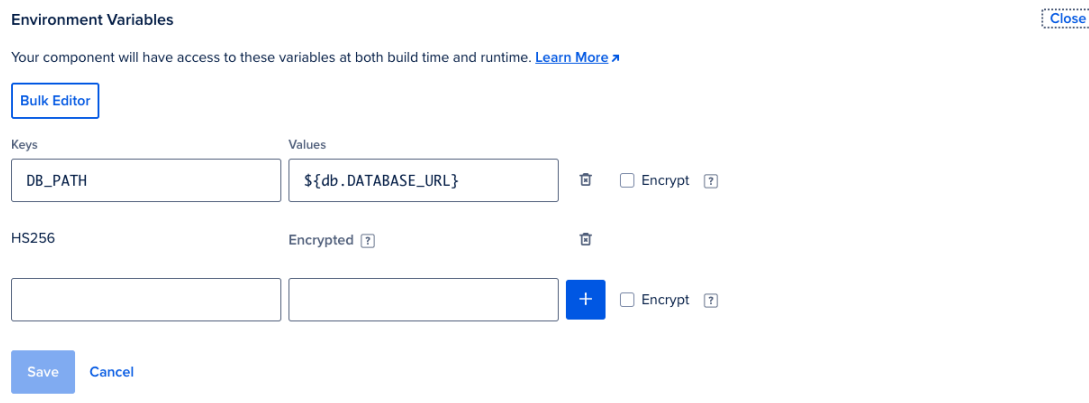 Environment Variables
Close
Your component will have access to these variables at both build time and runtime. Learn More
Bulk Editor
Keys Values
DB_PATH ${db.DATABASE_URL} Encrypt ?
HS256 Encrypted ?
+ Encrypt ?
Save Cancel